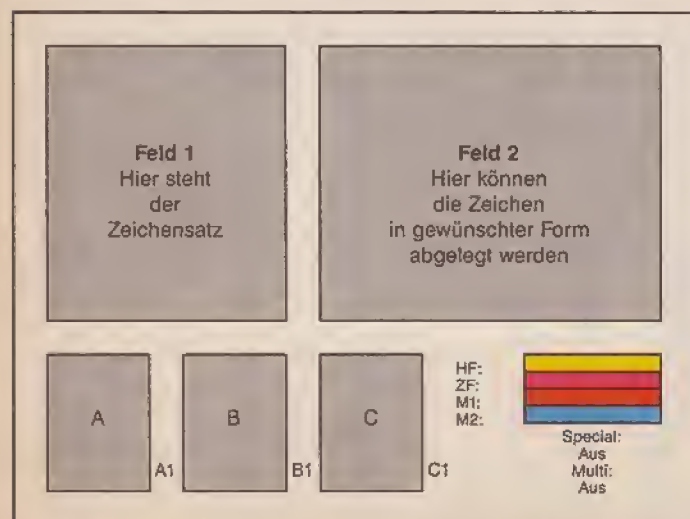 Feld 1
Hier steht
der
Zeichensatz
Feld 2
Hier können
die Zeichen
in gewünschter Form
abgelegt werden
A
A1
B
B1
C
C1
HF:
ZF:
M1:
M2:
Special:
Aus
Multi:
Aus